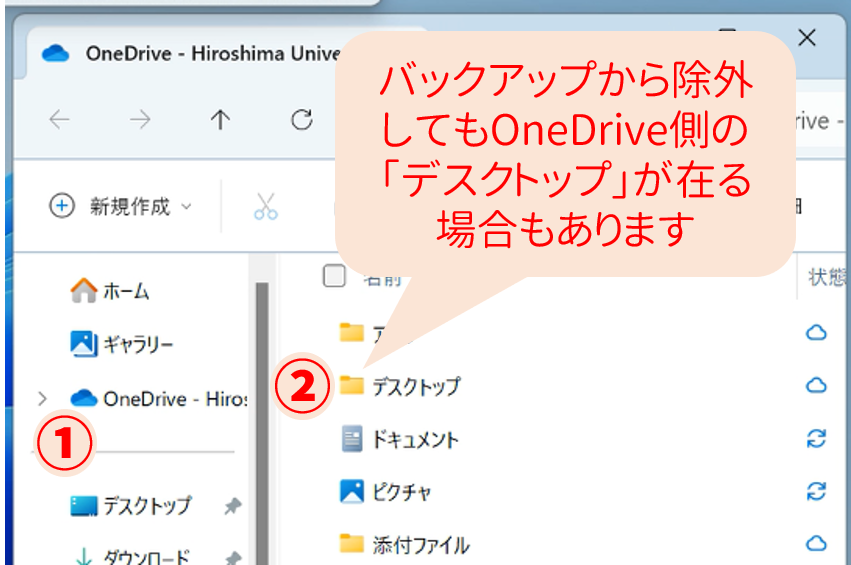 OneDrive - Hiroshima Unive
バックアップから除外
してもOneDrive側の
「デスクトップ」が在る
場合もあります
rive -
新規作成
名前
状態
ホーム
ギャラリー
②
デスクトップ
OneDrive - Hiros
①
ドキュメント
デスクトップ
ピクチャ
ダウンロード
添付ファイル